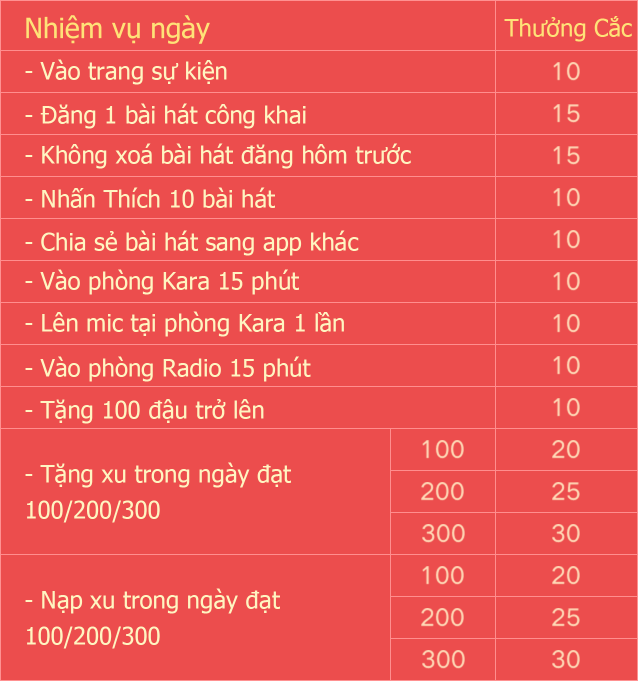 Nhiệm vụ ngày Thưởng Cắc
- Vào trang sự kiện 10
- Đăng 1 bài hát công khai 15
- Không xoá bài hát đăng hôm trước 15
- Nhấn Thích 10 bài hát 10
- Chia sẻ bài hát sang app khác 10
- Vào phòng Kara 15 phút 10
- Lên mic tại phòng Kara 1 lần 10
- Vào phòng Radio 15 phút 10
- Tặng 100 đậu trở lên 10
- Tặng xu trong ngày đạt
100/200/300
100 20
200 25
300 30
- Nạp xu trong ngày đạt
100/200/300
100 20
200 25
300 30